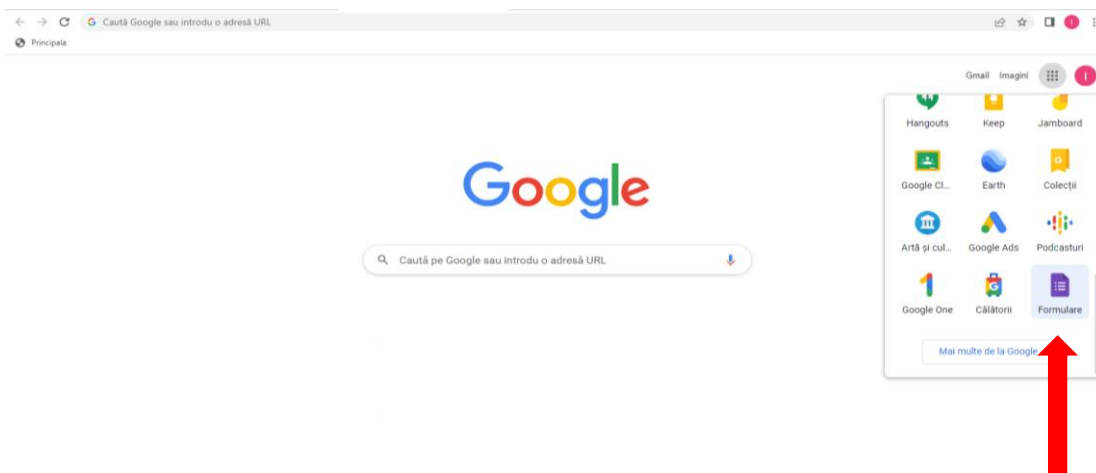 G Caută Google sau introdu o adresă URL
I
Principala
Gmail Imagini
I
Hangouts Keep Jamboard
Google Cl... Earth Colecții
Artă și cul... Google Ads Podcasturi
Google One Călătorii Formulare
Mai multe de la Google
Google
Caută pe Google sau introdu o adresă URL